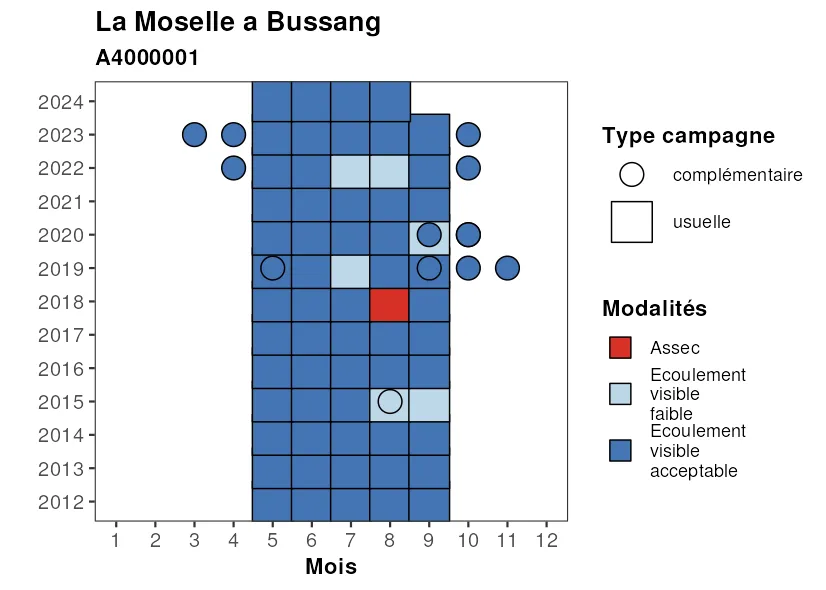 La Moselle a Bussang
A4000001
2024
2023
2022
2021
2020
2019
2018
2017
2016
2015
2014
2013
2012
1 2 3 4 5 6 7 8 9 10 11 12
Mois
Type campagne
complémentaire
usuelle
Modalités
Assec
Ecoulement
visible
faible
Ecoulement
visible
acceptable